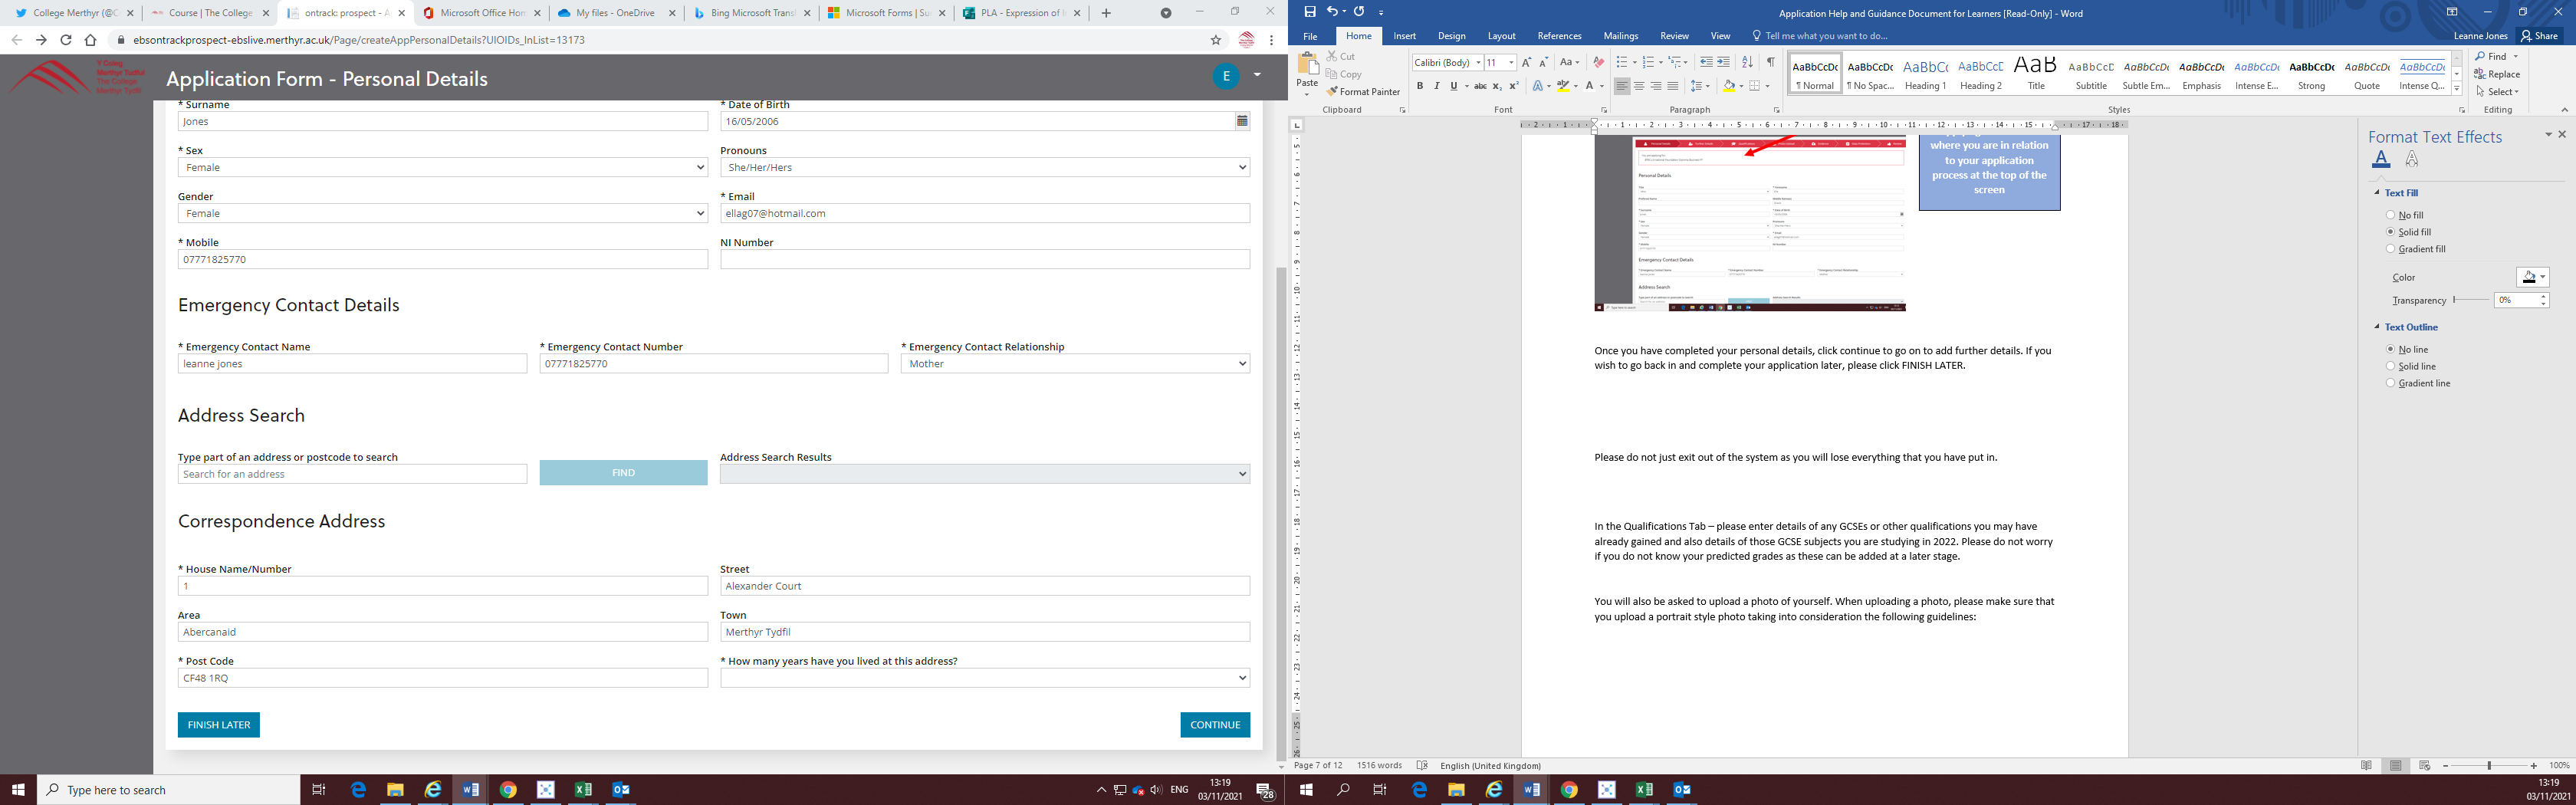 College Merthyr (@C
Course | The College
ontrack: prospect - A
Microsoft Office Hom
My files - OneDrive
Bing Microsoft Trans
Microsoft Forms | Su
PLA - Expression of I
ebsontrackprospect-ebslive.merthyr.ac.uk/Page/createAppPersonalDetails?UIOIDs_InList=13173
Y Coleg
Merthyr Tudful
The College
Merthyr Tydfil
Application Form - Personal Details
E
* Surname
Jones
* Date of Birth
16/05/2006
* Sex
Female
Pronouns
She/Her/Hers
Gender
Female
* Email
ellag07@hotmail.com
* Mobile
07771825770
NI Number
Emergency Contact Details
* Emergency Contact Name
leanne jones
* Emergency Contact Number
07771825770
* Emergency Contact Relationship
Mother
Address Search
Type part of an address or postcode to search
Search for an address
FIND
Address Search Results
Correspondence Address
* House Name/Number
1
Street
Alexander Court
Area
Abercanaid
Town
Merthyr Tydfil
* Post Code
CF48 1RQ
* How many years have you lived at this address?
FINISH LATER
CONTINUE
Type here to search
ENG
13:19
03/11/2021
28
Application Help and Guidance Document for Learners [Read-Only] - Word
File Home Insert Design Layout References Mailings Review View Tell me what you want to do...
Leanne Jones Share
Paste
Cut
Copy
Format Painter
Clipboard
Calibri (Body) 11
Font
Paragraph
¶ Normal
¶ No Spac...
Heading 1
Heading 2
Title
Subtitle
Subtle Em...
Emphasis
Intense E...
Strong
Quote
Intense Q...
Styles
Find
Replace
Select
Editing
where you are in relation
to your application
process at the top of the
screen
Personal Details
Emergency Contact Details
Address Search
Once you have completed your personal details, click continue to go on to add further details. If you
wish to go back in and complete your application later, please click FINISH LATER.
Please do not just exit out of the system as you will lose everything that you have put in.
In the Qualifications Tab – please enter details of any GCSEs or other qualifications you may have
already gained and also details of those GCSE subjects you are studying in 2022. Please do not worry
if you do not know your predicted grades as these can be added at a later stage.
You will also be asked to upload a photo of yourself. When uploading a photo, please make sure that
you upload a portrait style photo taking into consideration the following guidelines:
Format Text Effects
Text Fill
No fill
Solid fill
Gradient fill
Color
Transparency 0%
Text Outline
No line
Solid line
Gradient line
Page 7 of 12 1516 words English (United Kingdom)
100%
13:19
03/11/2021